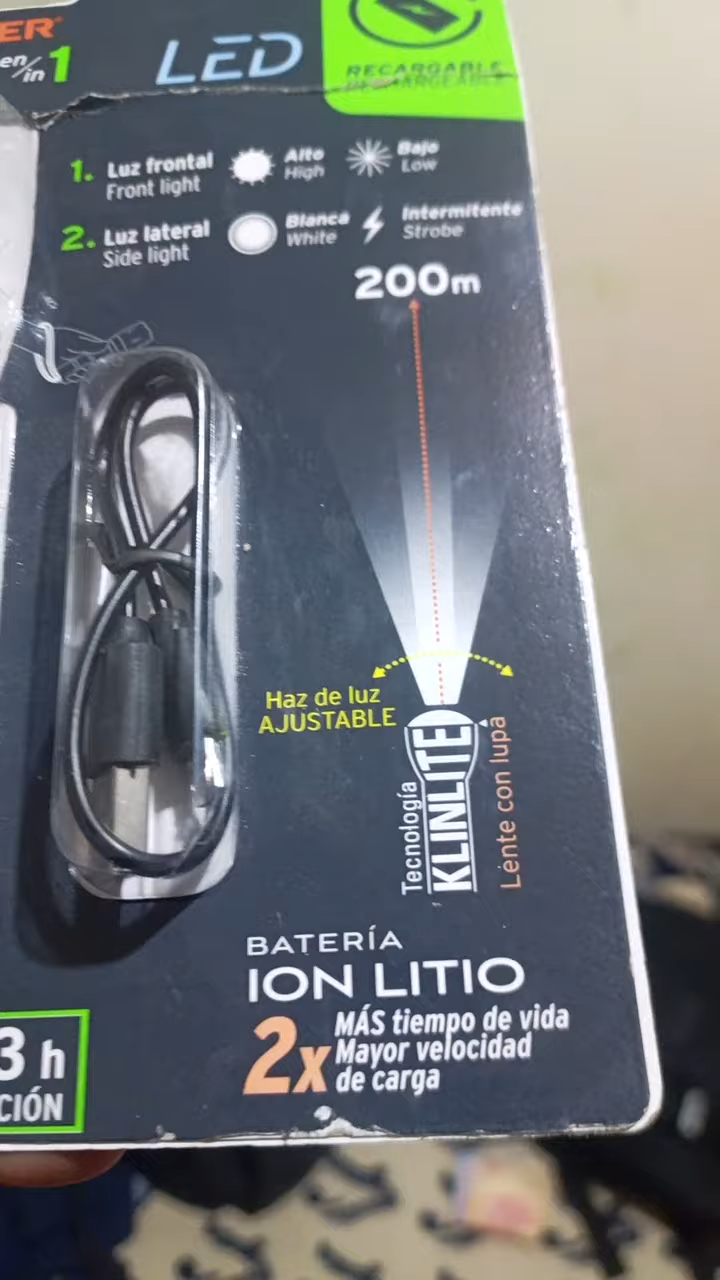 ER®
en/in 1
LED
RECARGABLE
RECHARGEABLE
1. Luz frontal
Front light
Alto
High
Bajo
Low
2. Luz lateral
Side light
Blanca
White
Intermitente
Strobe
200m
Haz de luz
AJUSTABLE
Tecnología
KLINLITE
Lente con lupa
BATERÍA
ION LITIO
2x MÁS tiempo de vida
Mayor velocidad
de carga
3 h
CIÓN